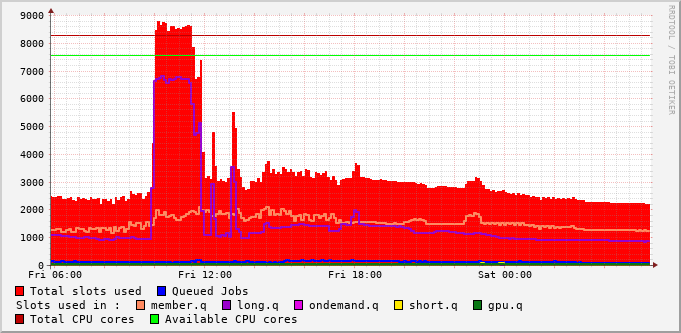 9000
8000
7000
6000
5000
4000
3000
2000
1000
0
Fri 06:00 Fri 12:00 Fri 18:00 Sat 00:00
Total slots used Queued Jobs
Slots used in : member.q long.q ondemand.q short.q gpu.q
Total CPU cores Available CPU cores
RRDTOOL / TOBI OETIKER